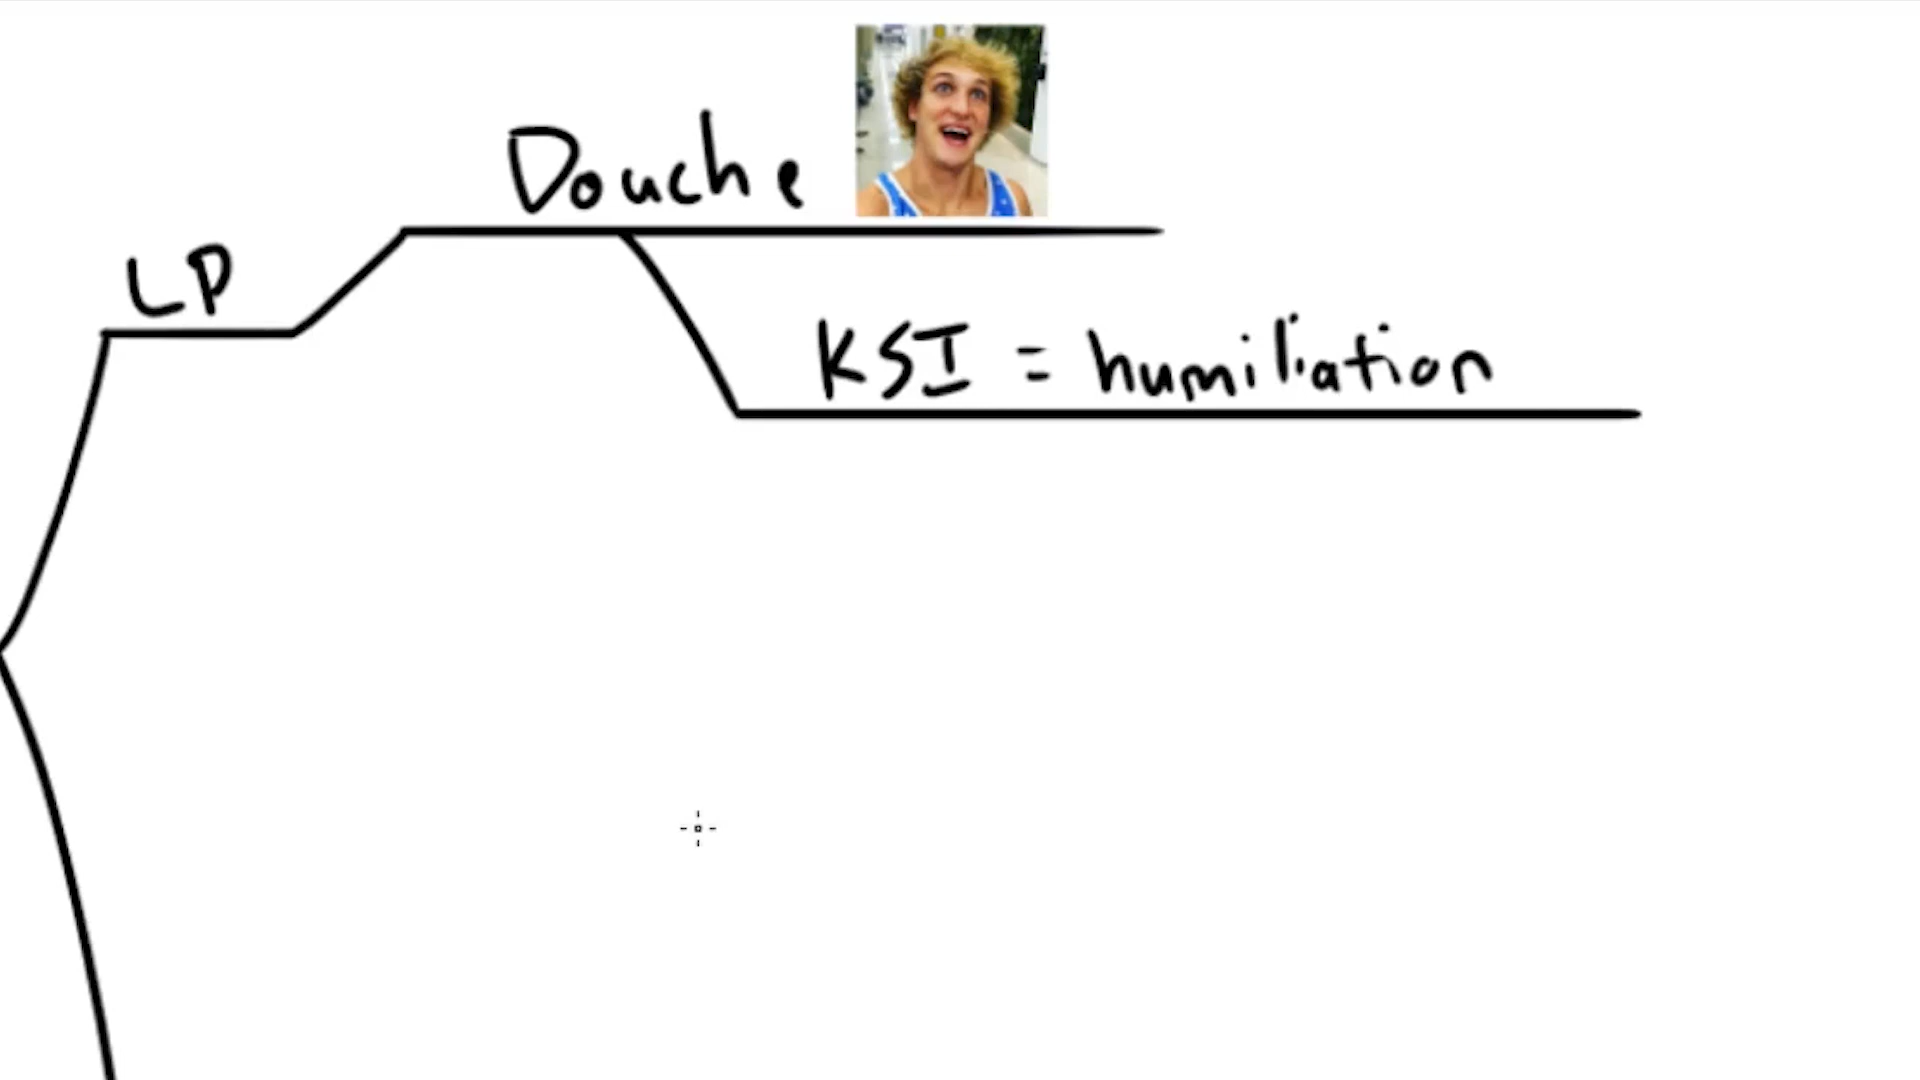 Douche
LP
KSI = humiliation